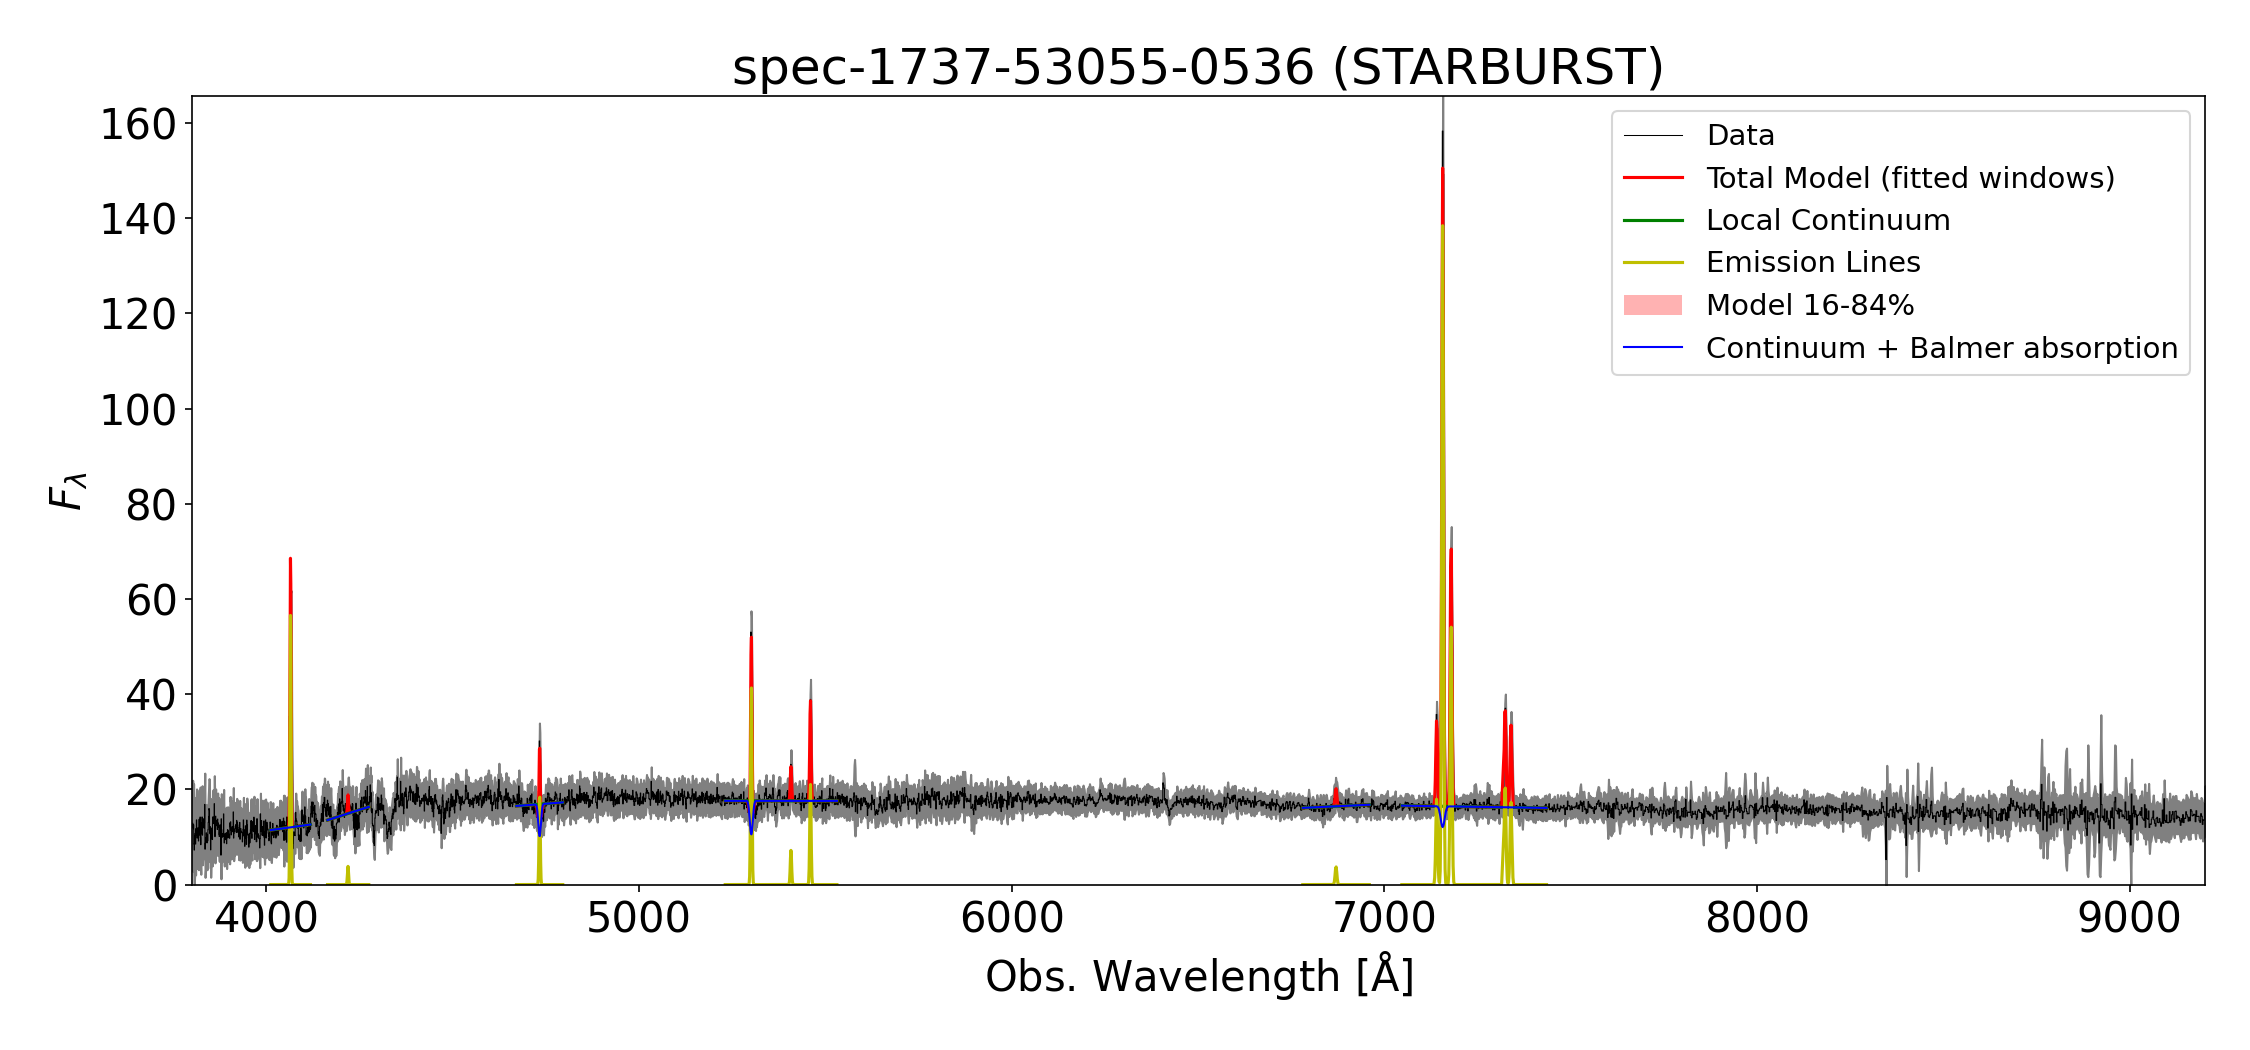 spec-1737-53055-0536 (STARBURST)
160
140
120
100
80
60
40
20
0
Fλ
Data
Total Model (fitted windows)
Local Continuum
Emission Lines
Model 16-84%
Continuum + Balmer absorption
4000 5000 6000 7000 8000 9000
Obs. Wavelength [Å]